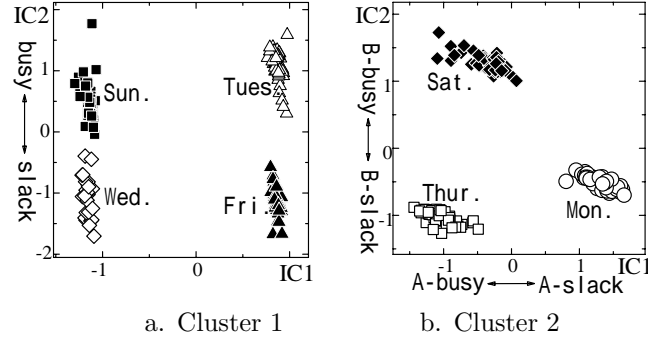 IC2
busy
slack
2
1
0
-1
-2
Sun.
Tues.
Wed.
Fri.
-1
0
IC1
a. Cluster 1
IC2
B-busy
B-slack
1
0
-1
Sat.
Thur.
Mon.
-1
0
1
IC1
A-busy
A-slack
b. Cluster 2